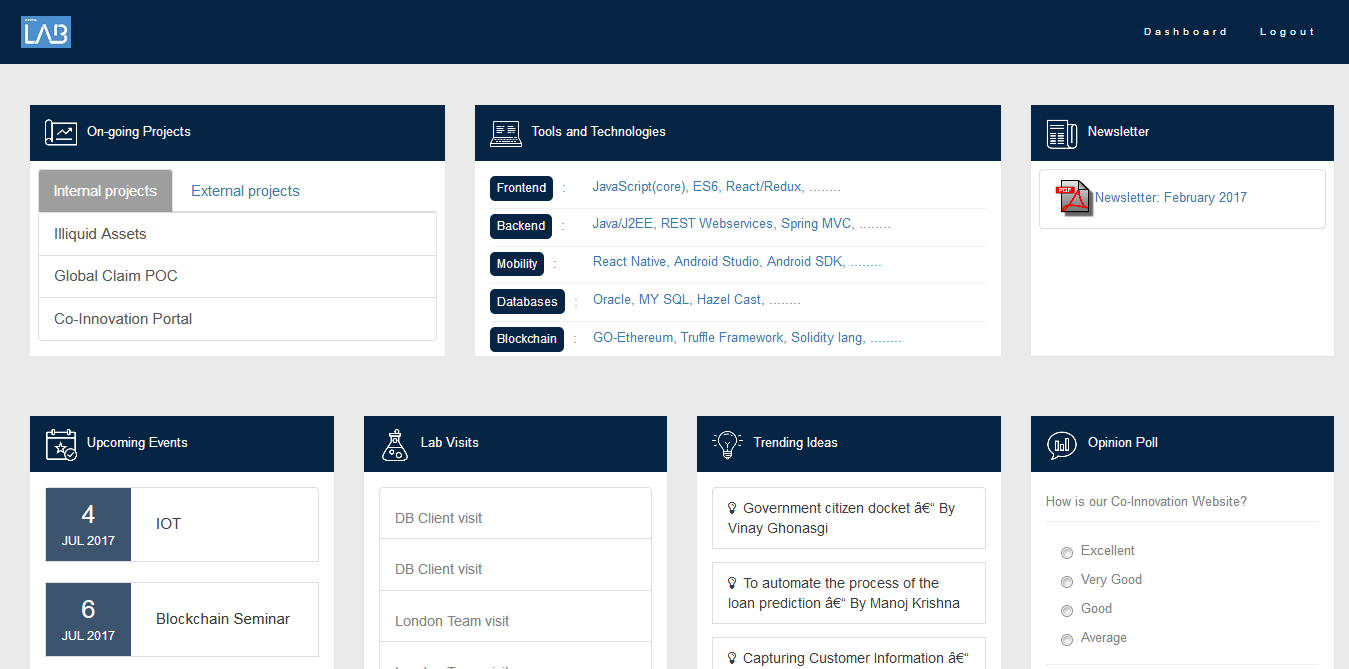 LAB
Dashboard Logout
On-going Projects
Internal projects External projects
Illiquid Assets
Global Claim POC
Co-Innovation Portal
Tools and Technologies
Frontend : JavaScript(core), ES6, React/Redux, ........
Backend : Java/J2EE, REST Webservices, Spring MVC, ........
Mobility : React Native, Android Studio, Android SDK, ........
Databases : Oracle, MY SQL, Hazel Cast, ........
Blockchain : GO-Ethereum, Truffle Framework, Solidity lang, ........
Newsletter
PDF
Newsletter: February 2017
Upcoming Events
4
JUL 2017
IOT
6
JUL 2017
Blockchain Seminar
Lab Visits
DB Client visit
DB Client visit
London Team visit
London Team visit
Trending Ideas
Government citizen docket â€“ By
Vinay Ghonasgi
To automate the process of the
loan prediction â€“ By Manoj Krishna
Capturing Customer Information â€“
Opinion Poll
How is our Co-Innovation Website?
Excellent
Very Good
Good
Average